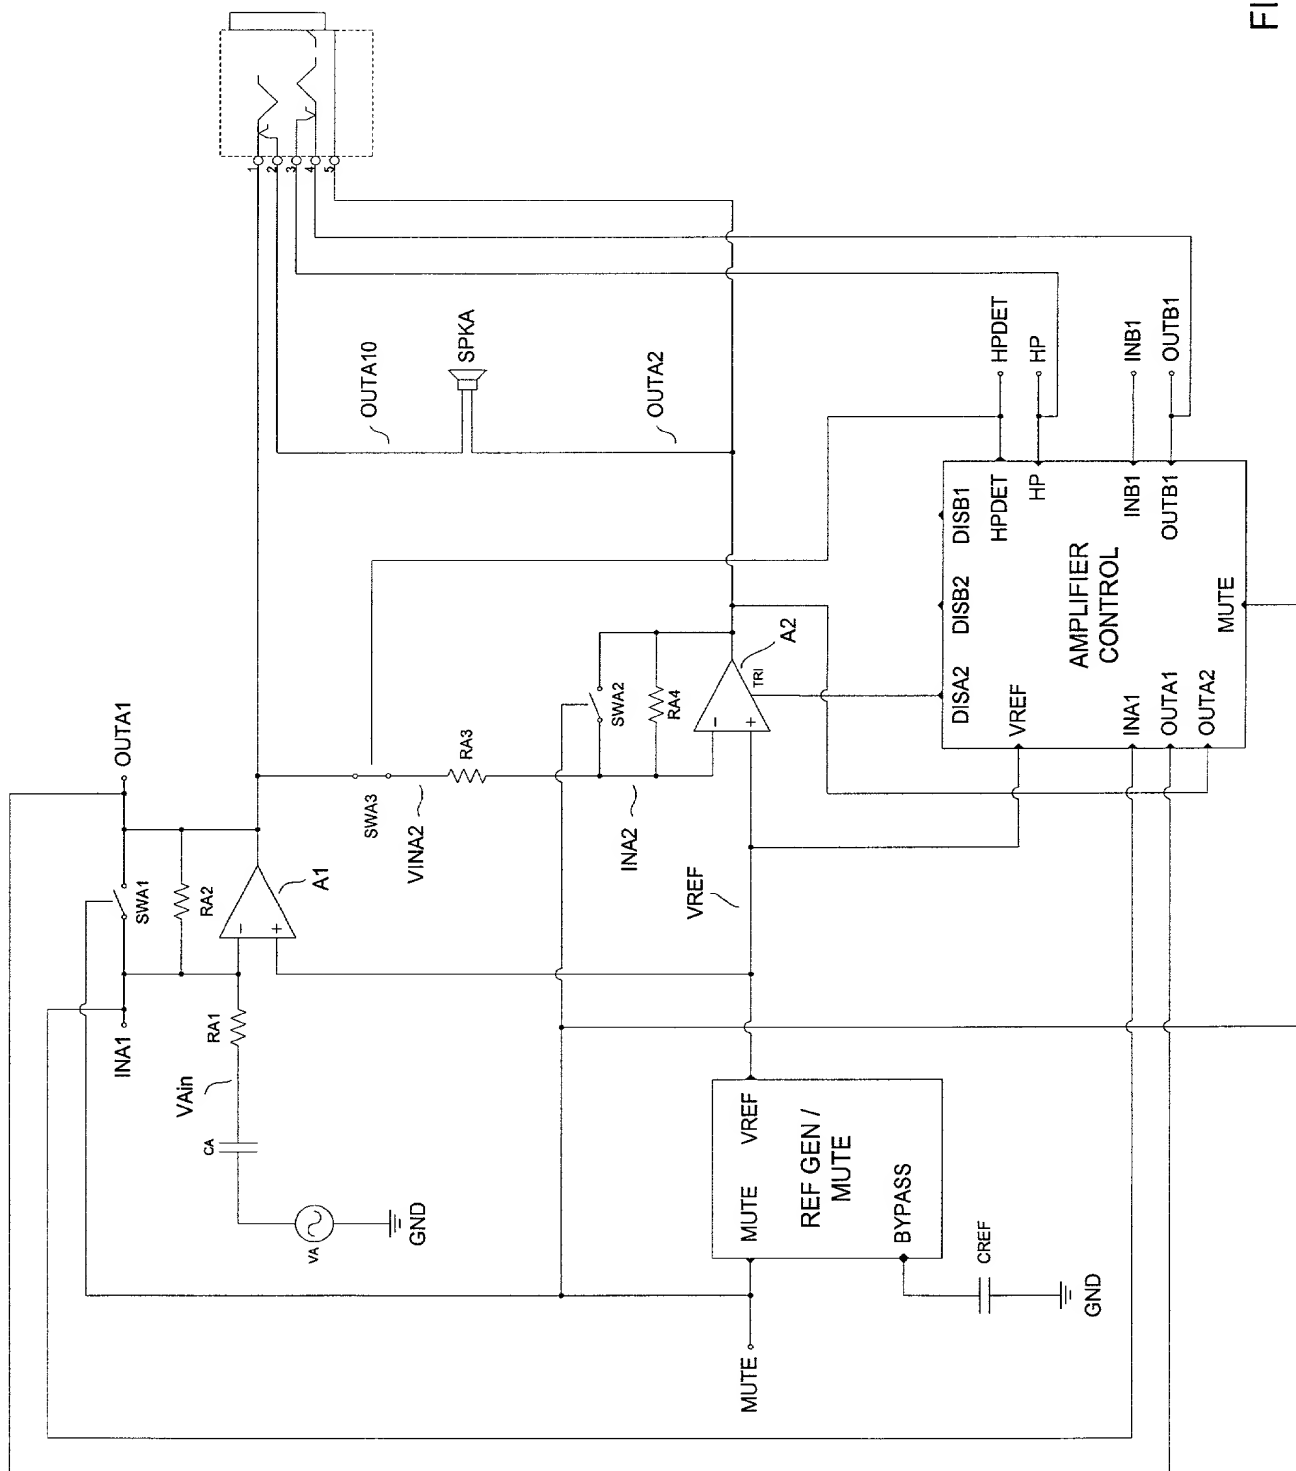 FI
1
2
3
4
5
OUTA1
INA1
SWA1
RA2
A1
RA1
VAin
CA
VA
GND
OUTA10
SPKA
OUTA2
SWA3
VINA2
RA3
INA2
SWA2
RA4
A2
TRI
VREF
MUTE
MUTE
VREF
REF GEN /
MUTE
BYPASS
CREF
GND
DISA2
DISB2
DISB1
VREF
HPDET
HP
HPDET
HP
INA1
OUTA1
OUTA2
AMPLIFIER
CONTROL
INB1
OUTB1
INB1
OUTB1
MUTE